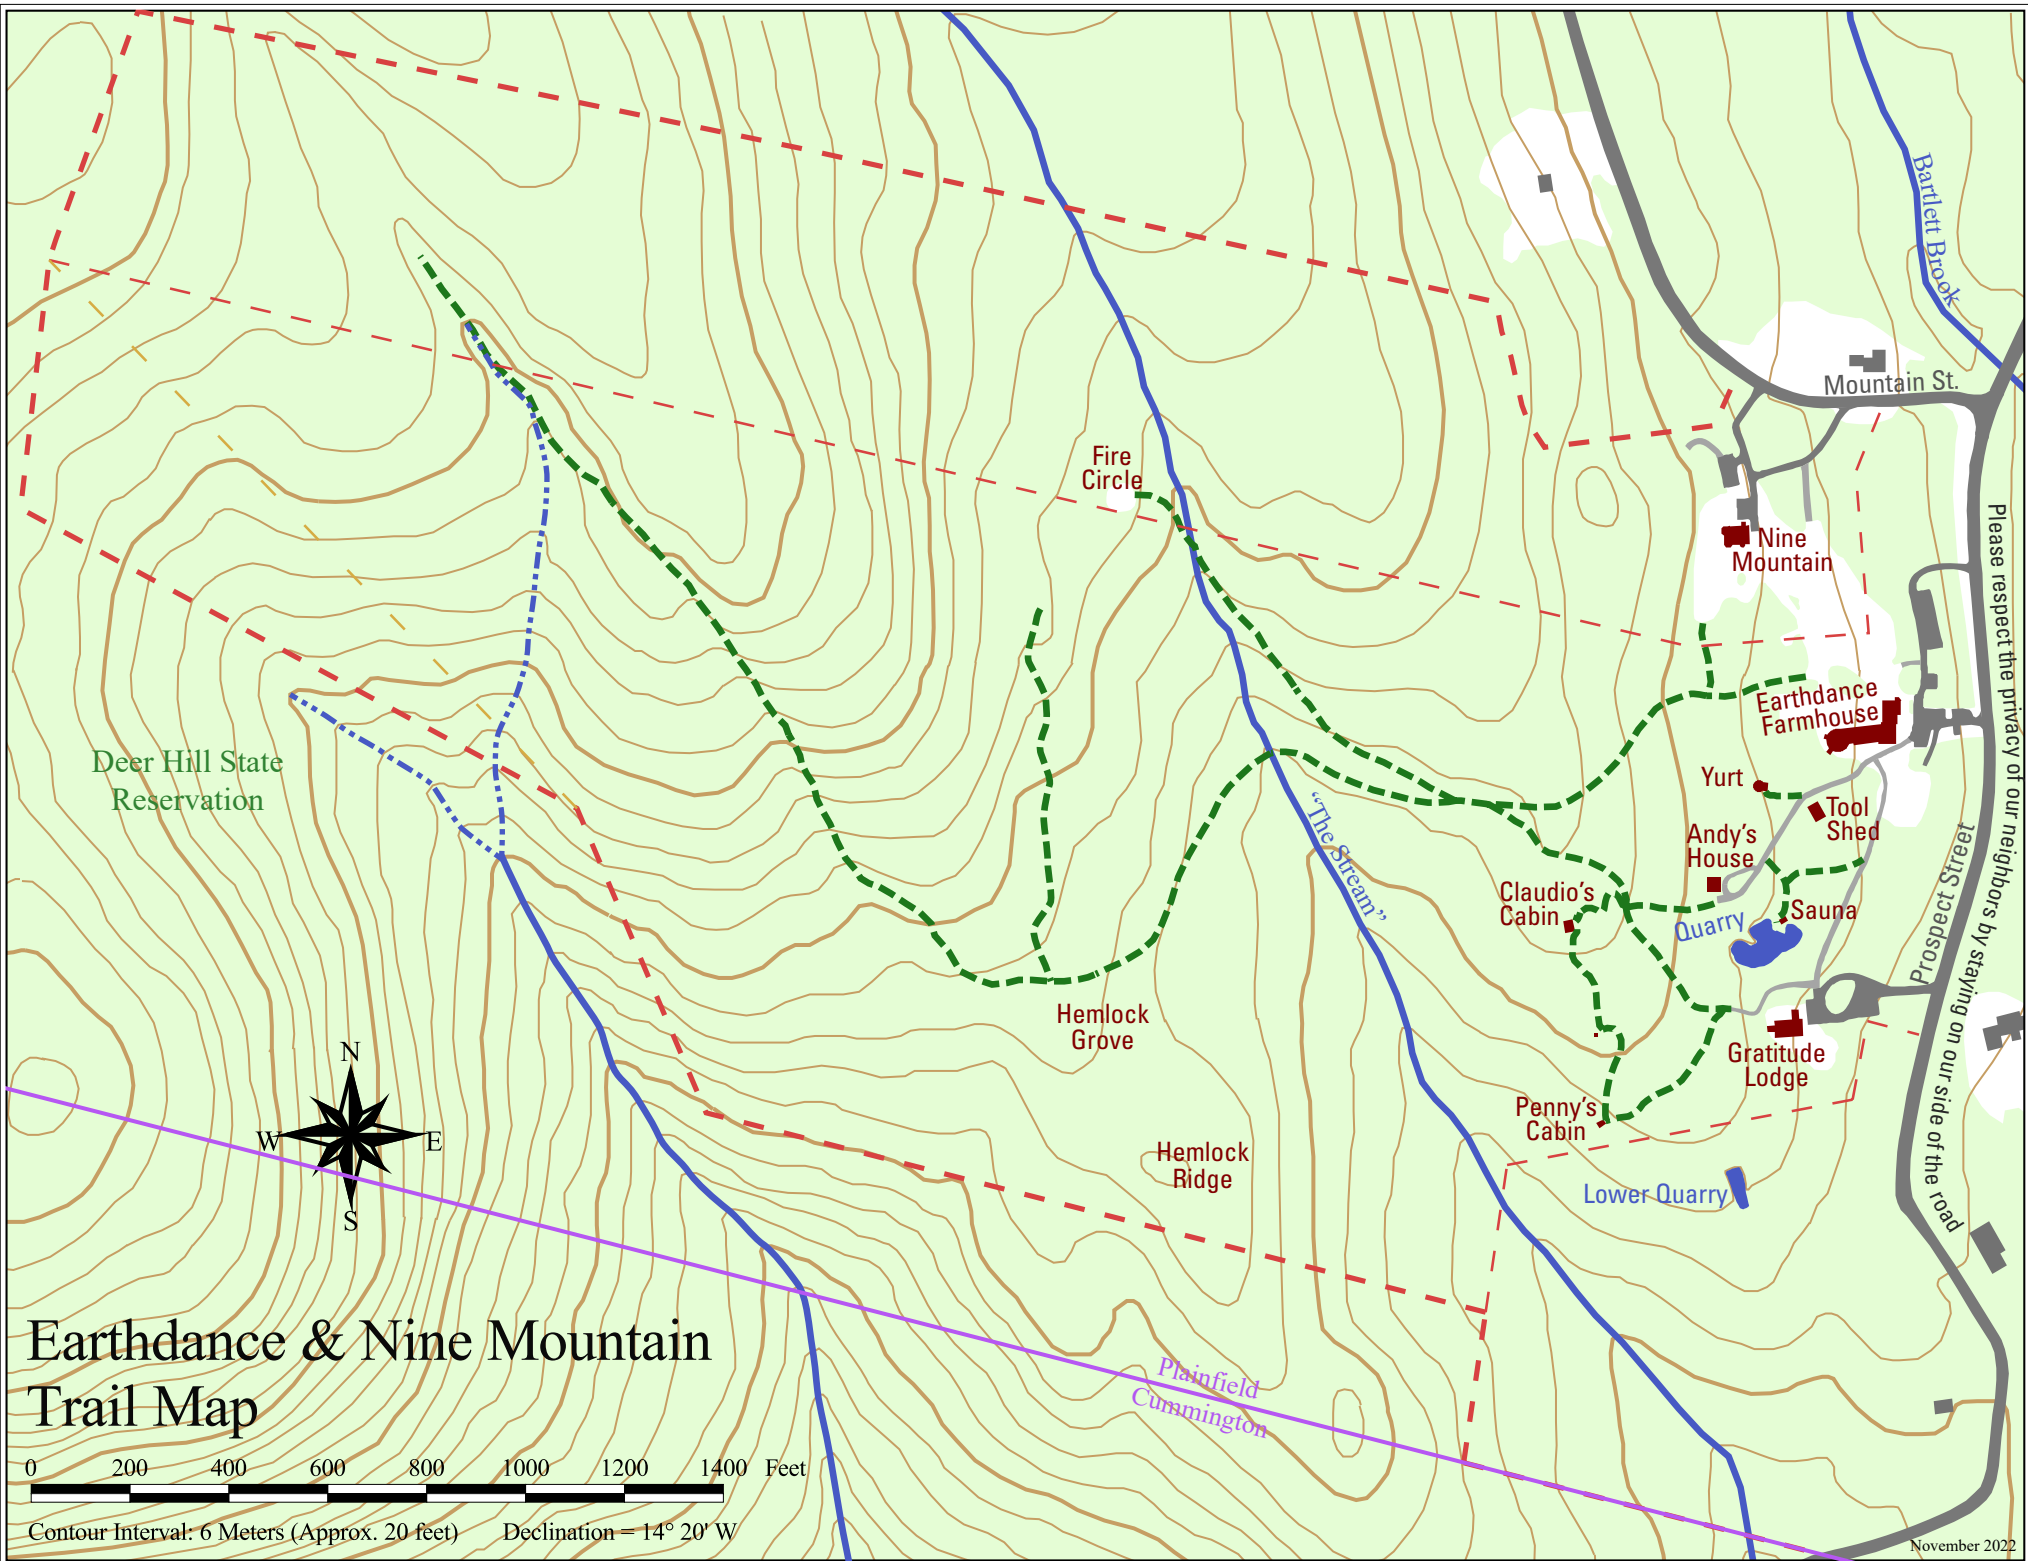 Bartlett Brook
Mountain St.
Fire
Circle
Nine
Mountain
Please respect the privacy of our neighbors by staying on our side of the road
Earthdance
Farmhouse
Deer Hill State
Reservation
Yurt
Tool
Shed
"The Stream"
Andy's
House
Prospect Street
Claudio's
Cabin
Sauna
Quarry
Hemlock
Grove
Gratitude
Lodge
N
W
E
S
Penny's
Cabin
Hemlock
Ridge
Lower Quarry
Earthdance & Nine Mountain
Trail Map
Plainfield
Cummington
0 200 400 600 800 1000 1200 1400 Feet
Contour Interval: 6 Meters (Approx. 20 feet) Declination = 14° 20' W
November 2022